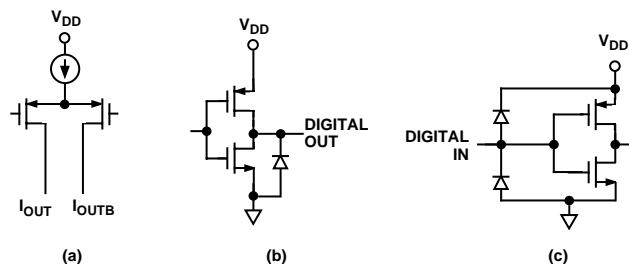 VDD
IOUT IOUTB
(a)
VDD
DIGITAL
OUT
(b)
VDD
DIGITAL
IN
(c)